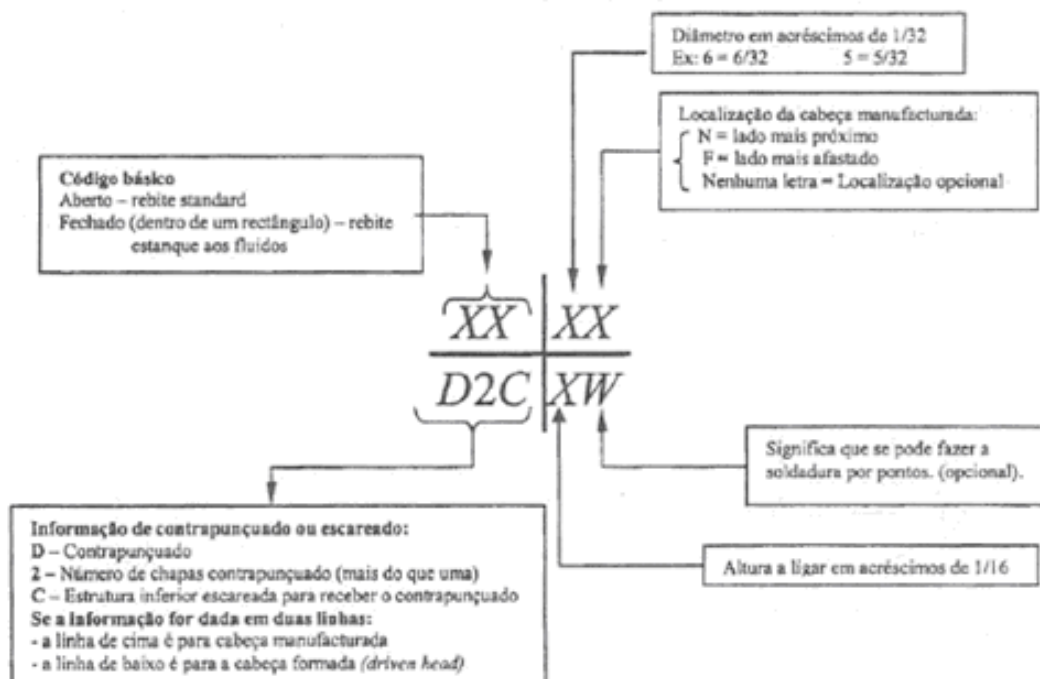 Diâmetro em acréscimos de 1/32
Ex: 6 = 6/32 5 = 5/32
Localização da cabeça manufacturada:
N = lado mais próximo
F = lado mais afastado
Nenhuma letra = Localização opcional
Código básico
Aberto – rebite standard
Fechado (dentro de um rectângulo) – rebite
estanque aos fluidos
XX XX
D2C XW
Significa que se pode fazer a
soldadura por pontos. (opcional).
Altura a ligar em acréscimos de 1/16
Informação de contrapunçuado ou escareado:
D – Contrapunçuado
2 – Número de chapas contrapunçuado (mais do que uma)
C – Estrutura inferior escareada para receber o contrapunçuado
Se a informação for dada em duas linhas:
- a linha de cima é para cabeça manufacturada
- a linha de baixo é para a cabeça formada (driven head)